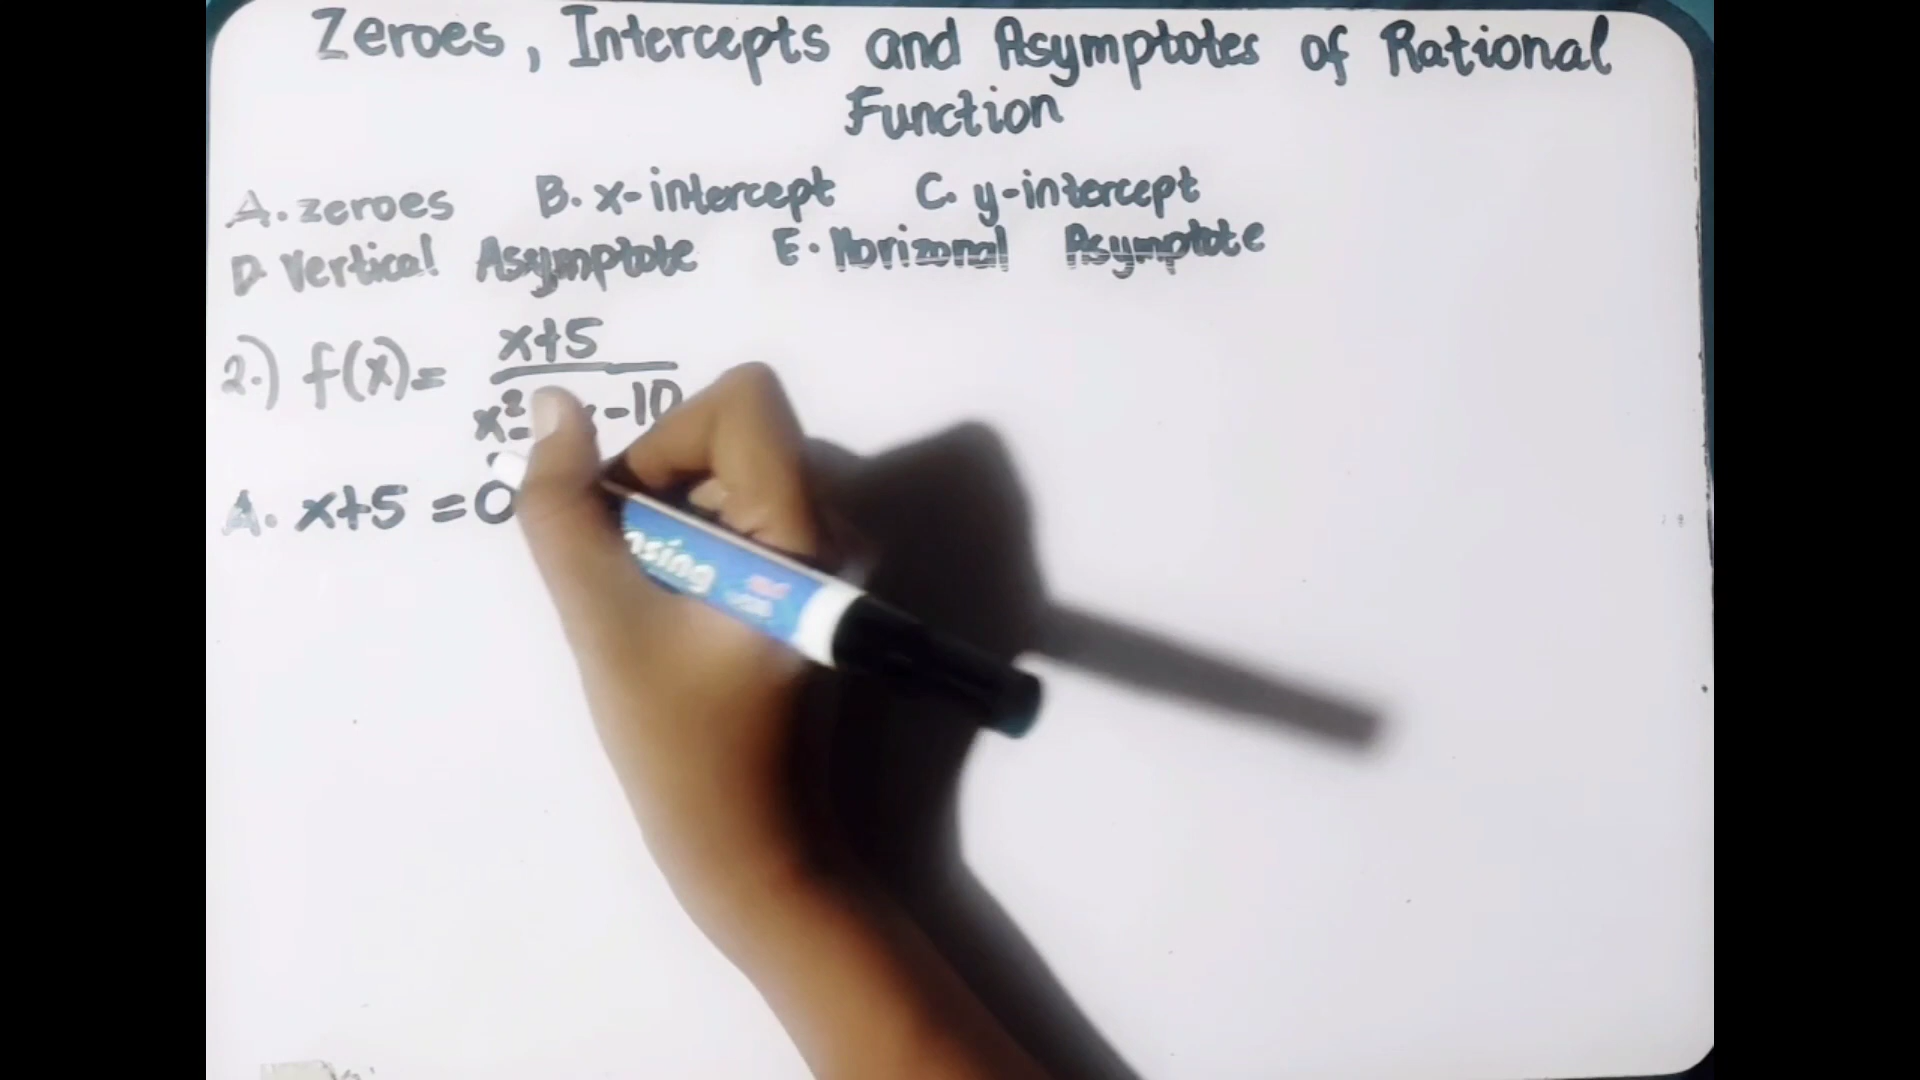 Zeroes, Intercepts and Asymptotes of Rational
Function
A. zeroes B. x-intercept C. y-intercept
D. Vertical Asymptote E. Horizonal Asymptote
2.) f(x)= x+5
x² -10
A. x+5 =0